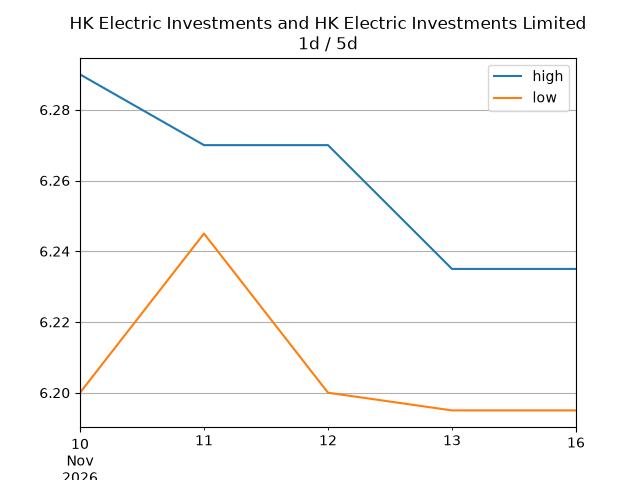 HK Electric Investments and HK Electric Investments Limited
1d / 5d
high
low
6.28
6.26
6.24
6.22
6.20
10 11 12 13 16
Nov
2026